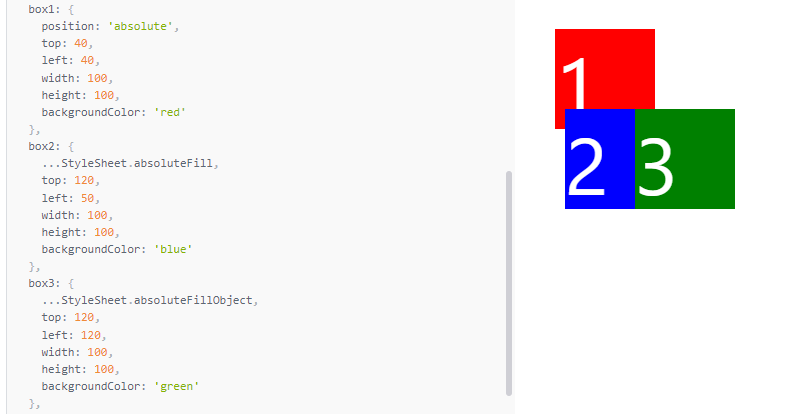 box1: {
position: 'absolute',
top: 40,
left: 40,
width: 100,
height: 100,
backgroundColor: 'red'
},
box2: {
...StyleSheet.absoluteFill,
top: 120,
left: 50,
width: 100,
height: 100,
backgroundColor: 'blue'
},
box3: {
...StyleSheet.absoluteFillObject,
top: 120,
left: 120,
width: 100,
height: 100,
backgroundColor: 'green'
},
1
2 3